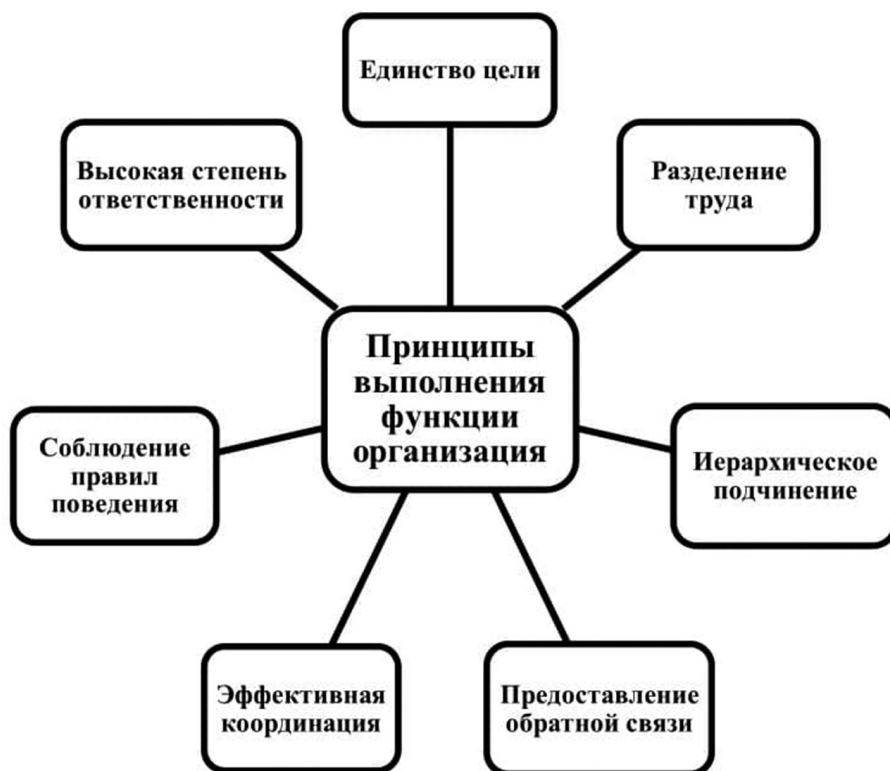 Единство цели
Высокая степень
ответственности
Разделение
труда
Принципы
выполнения
функции
организация
Соблюдение
правил
поведения
Иерархическое
подчинение
Эффективная
координация
Предоставление
обратной связи